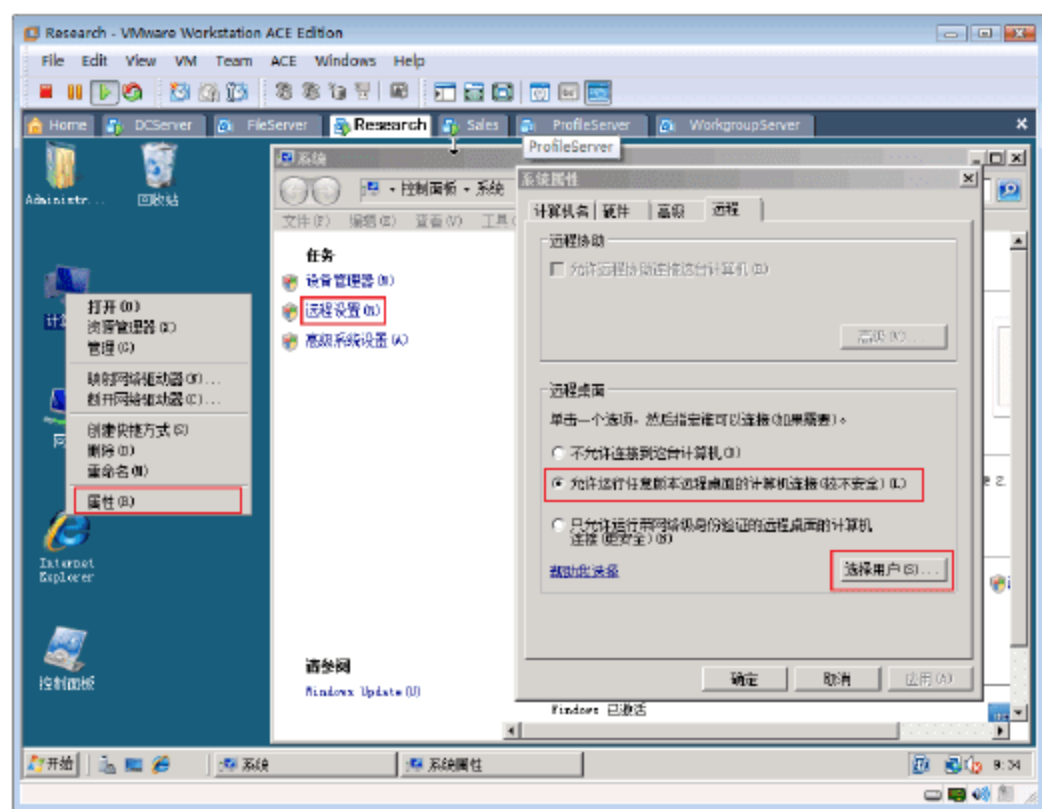 Research - VMware Workstation ACE Edition
File Edit View VM Team ACE Windows Help
Home DCServer FileServer Research Sales ProfileServer WorkgroupServer
ProfileServer
Administr...
回收站
系统
控制面板 系统
文件(F) 编辑(E) 查看(V) 工具(
任务
设备管理器(M)
远程设置(R)
高级系统设置(A)
打开(O)
资源管理器(X)
管理(G)
映射网络驱动器(N)...
断开网络驱动器(C)...
创建快捷方式(S)
删除(D)
重命名(M)
属性(R)
Internet
Explorer
控制面板
请参阅
Windows Update(U)
系统属性
计算机名 硬件 高级 远程
远程协助
允许远程协助连接这台计算机(R)
高级(V)...
远程桌面
单击一个选项，然后指定谁可以连接(如果需要)。
不允许连接到这台计算机(D)
允许运行任意版本远程桌面的计算机连接(较不安全)(L)
只允许运行带网络级身份验证的远程桌面的计算机
连接(更安全)(N)
帮助我选择
选择用户(S)...
确定 取消 应用(A)
Windows 已激活
开始 系统 系统属性 9:34